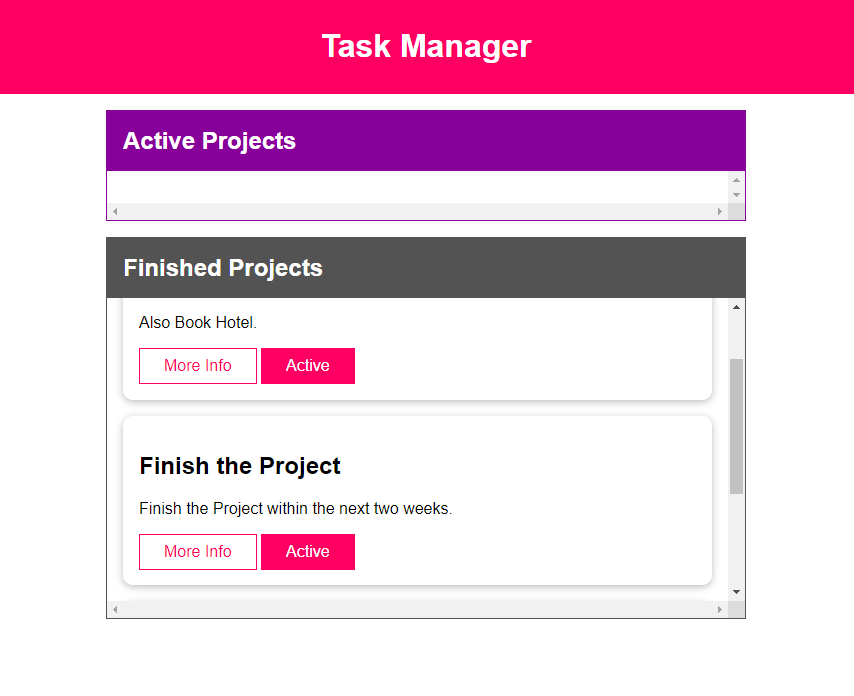 Task Manager
Active Projects
Finished Projects
Also Book Hotel.
More Info Active
Finish the Project
Finish the Project within the next two weeks.
More Info Active